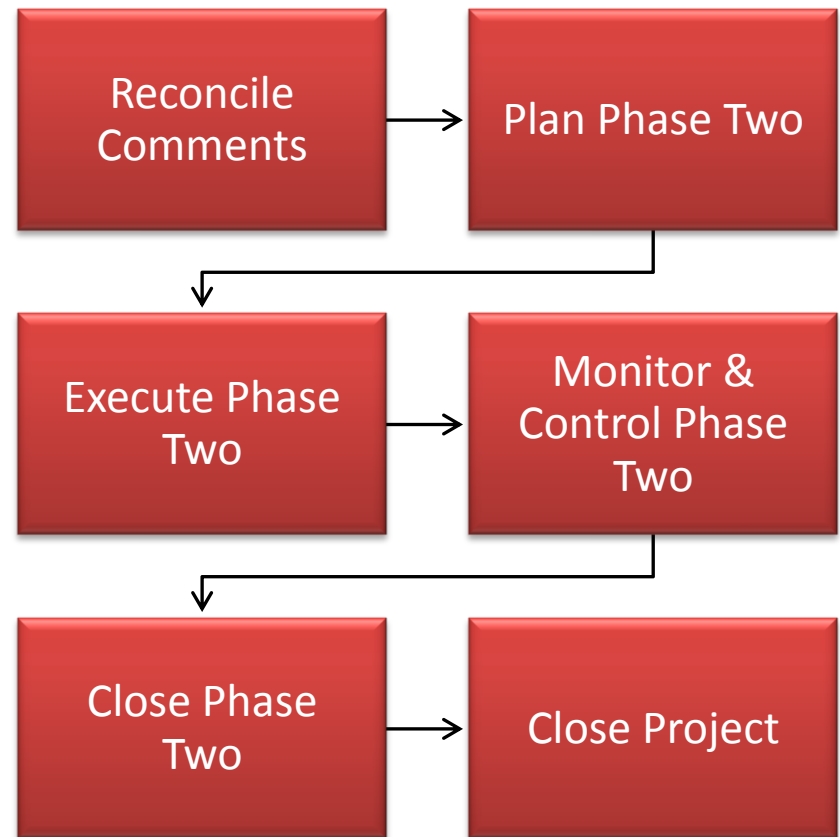 Reconcile
Comments
Plan Phase Two
Execute Phase
Two
Monitor &
Control Phase
Two
Close Phase
Two
Close Project